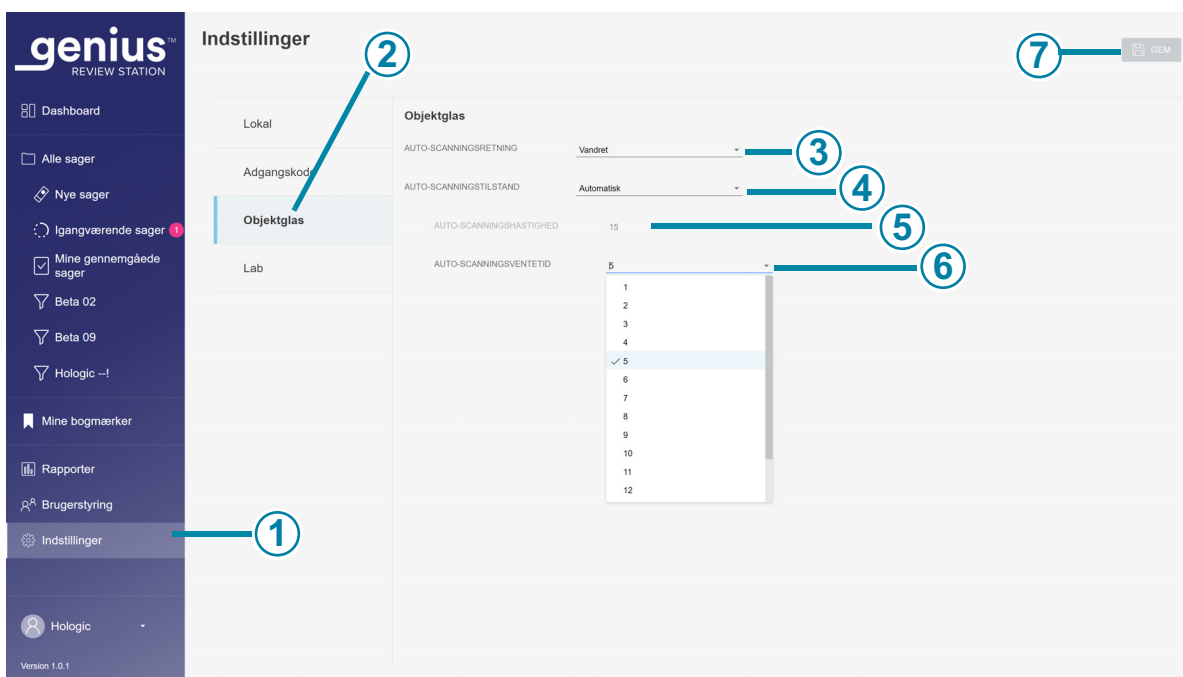 genius™
REVIEW STATION
Dashboard
Alle sager
Nye sager
Igangværende sager 1
Mine gennemgåede
sager
Beta 02
Beta 09
Hologic --!
Mine bogmærker
Rapporter
Brugerstyring
Indstillinger
Hologic
Version 1.0.1
Indstillinger
GEM
Lokal
Adgangskode
Objektglas
Lab
Objektglas
AUTO-SCANNINGSRETNING Vandret
AUTO-SCANNINGSTILSTAND Automatisk
AUTO-SCANNINGSHASTIGHED 15
AUTO-SCANNINGSVENTETID 5
1
2
3
4
5
6
7
8
9
10
11
12
1
2
3
4
5
6
7